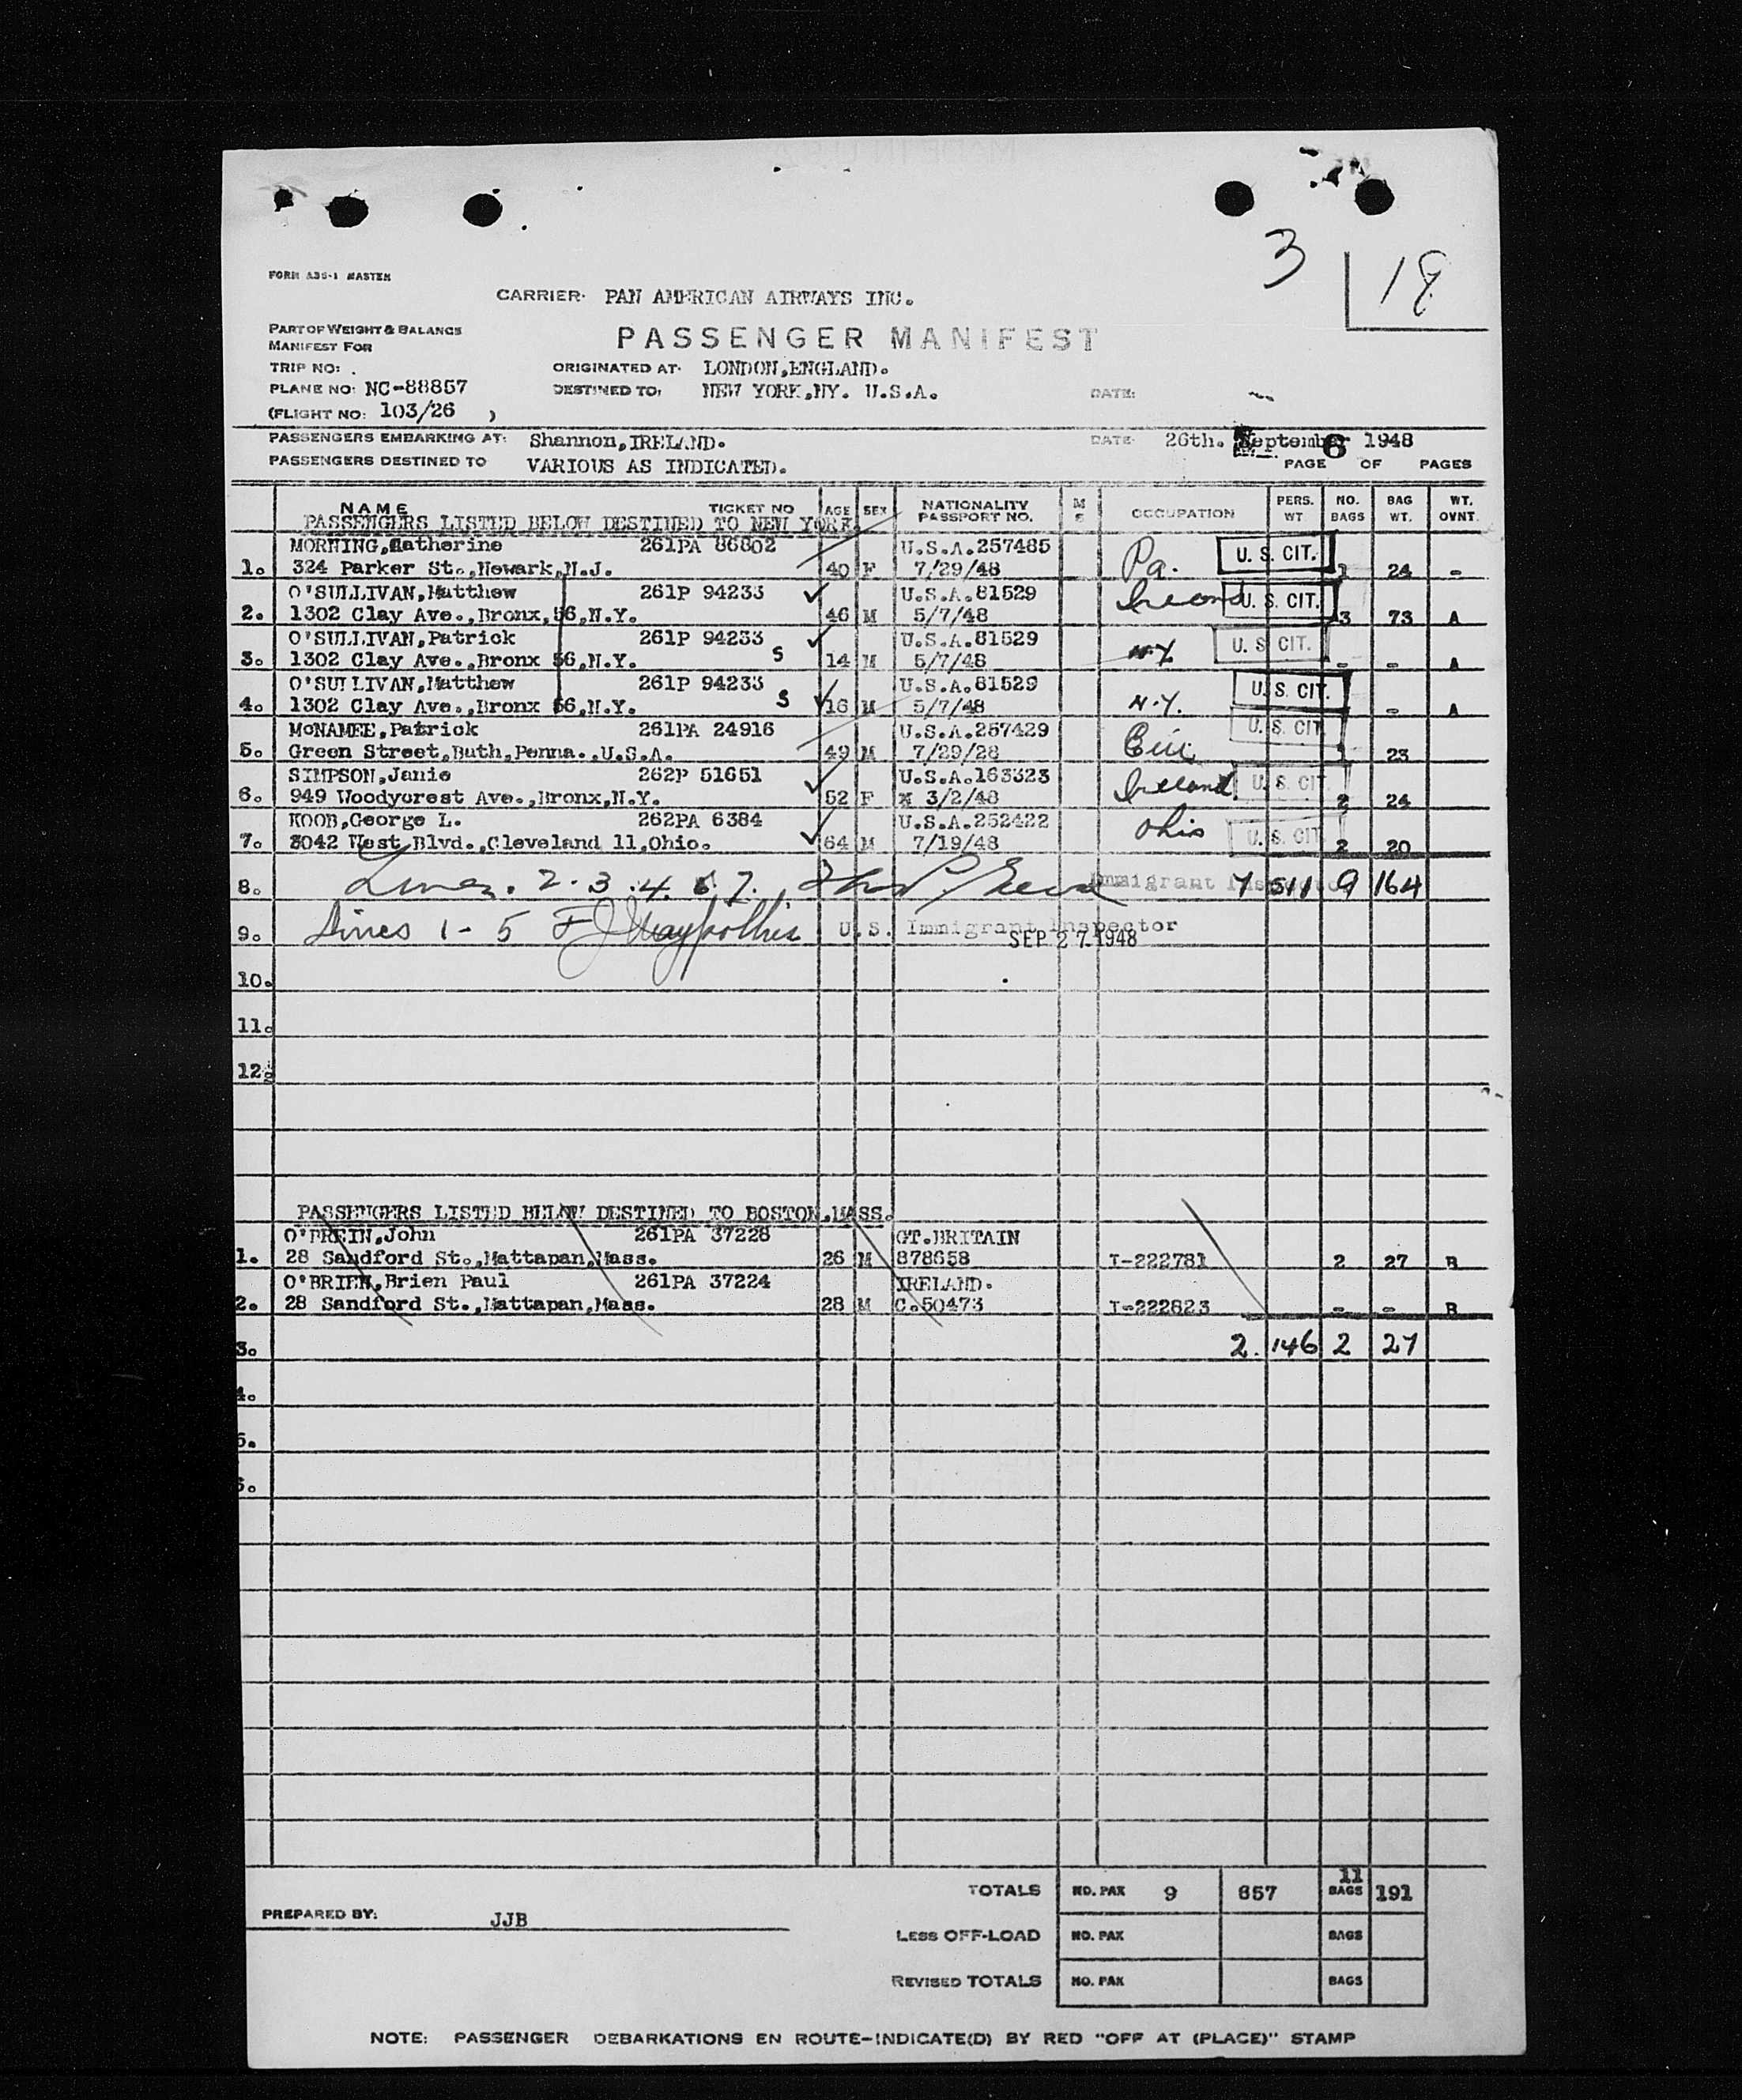 3
19
FORM A35-1 MASTER
CARRIER: PAN AMERICAN AIRWAYS INC.
PART OF WEIGHT & BALANCE
MANIFEST FOR
PASSENGER MANIFEST
TRIP NO: .
ORIGINATED AT: LONDON,ENGLAND.
PLANE NO: NC-88857
DESTINED TO: NEW YORK,NY. U.S.A.
DATE:
(FLIGHT NO: 103/26 )
PASSENGERS EMBARKING AT: Shannon,IRELAND.
DATE: 26th. September 1948
PASSENGERS DESTINED TO VARIOUS AS INDICATED.
PAGE 6 OF PAGES
NAME TICKET NO AGE SEX NATIONALITY PASSPORT NO. M S OCCUPATION PERS. WT NO. BAGS BAG WT. WT. OVNT.
PASSENGERS LISTED BELOW DESTINED TO NEW YORK.
MORNING,Catherine 261PA 86802 U.S.A.257485
1. 324 Parker St.,Newark,N.J. 40 F 7/29/48 Pa. U. S. CIT. 1 24 -
O'SULLIVAN,Matthew 261P 94233 U.S.A.81529
2. 1302 Clay Ave.,Bronx,56,N.Y. 46 M 5/7/48 U. S. CIT. 3 73 A
O'SULLIVAN,Patrick 261P 94233 U.S.A.81529
3. 1302 Clay Ave.,Bronx 56,N.Y. S 14 M 5/7/48 N.Y. U. S CIT. - - A
O'SULLIVAN,Matthew 261P 94233 U.S.A.81529
4. 1302 Clay Ave.,Bronx 56,N.Y. S 16 M 5/7/48 N.Y. U. S. CIT. - A
McNAMEE,Patrick 261PA 24916 U.S.A.257429
5. Green Street,Bath,Penna.,U.S.A. 49 M 7/29/28 Eire U. S. CIT 1 23
SIMPSON,Janie 262P 51651 U.S.A.163323
6. 949 Woodycrest Ave.,Bronx,N.Y. 52 F x 3/2/48 Ireland U. S. CIT 2 24
KOOB,George L. 262PA 6384 U.S.A.252422
7. 3042 West Blvd.,Cleveland 11,Ohio. 64 M 7/19/48 Ohio U. S. CIT 2 20
8. Lines. 2.3.4.6.7. Immigrant Inspector 7 511 9 164
9. Lines 1 - 5 U.S. Immigrant Inspector
SEP 27 1948
10.
11.
12.
PASSENGERS LISTED BELOW DESTINED TO BOSTON,MASS.
O'BREIN,John 261PA 37228 GT.BRITAIN
1. 28 Sandford St.,Mattapan,Mass. 26 M 878658 I-222781 2 27 B
O'BRIEN,Brien Paul 261PA 37224 IRELAND.
2. 28 Sandford St.,Mattapan,Mass. 28 M C.50473 I-222823 - - B
3. 2. 146 2 27
4.
5.
6.
TOTALS NO. PAX 9 657 11 BAGS 191
PREPARED BY: JJB
LESS OFF-LOAD NO. PAX BAGS
REVISED TOTALS NO. PAX BAGS
NOTE: PASSENGER DEBARKATIONS EN ROUTE-INDICATE(D) BY RED "OFF AT (PLACE)" STAMP